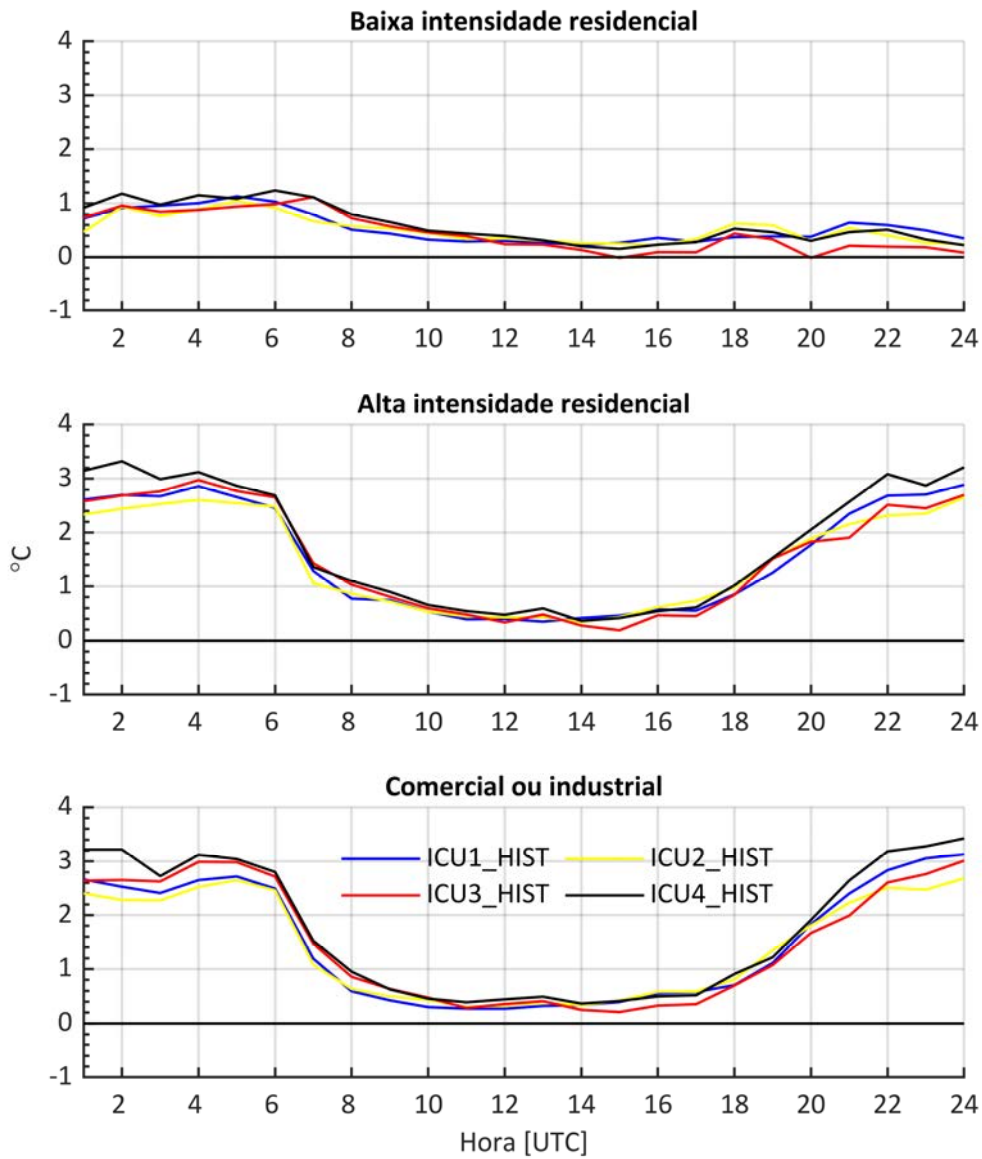 Baixa intensidade residencial
4
3
2
1
0
-1
2 4 6 8 10 12 14 16 18 20 22 24
Alta intensidade residencial
4
3
2
1
0
-1
°C
2 4 6 8 10 12 14 16 18 20 22 24
Comercial ou industrial
4
3
2
1
0
-1
ICU1_HIST ICU2_HIST
ICU3_HIST ICU4_HIST
2 4 6 8 10 12 14 16 18 20 22 24
Hora [UTC]